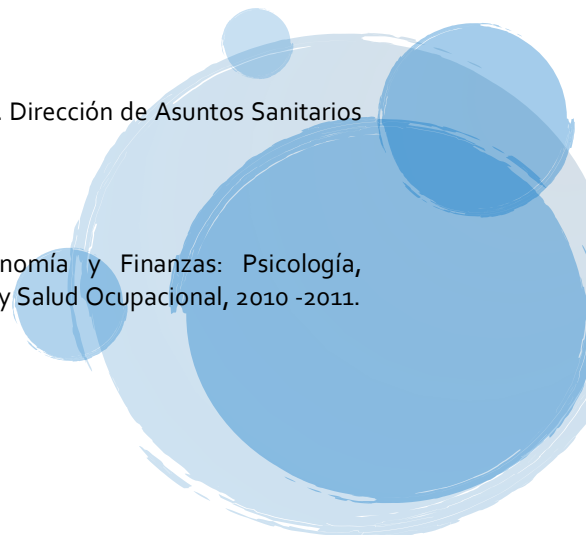 . Dirección de Asuntos Sanitarios
nomía y Finanzas: Psicología,
y Salud Ocupacional, 2010 -2011.